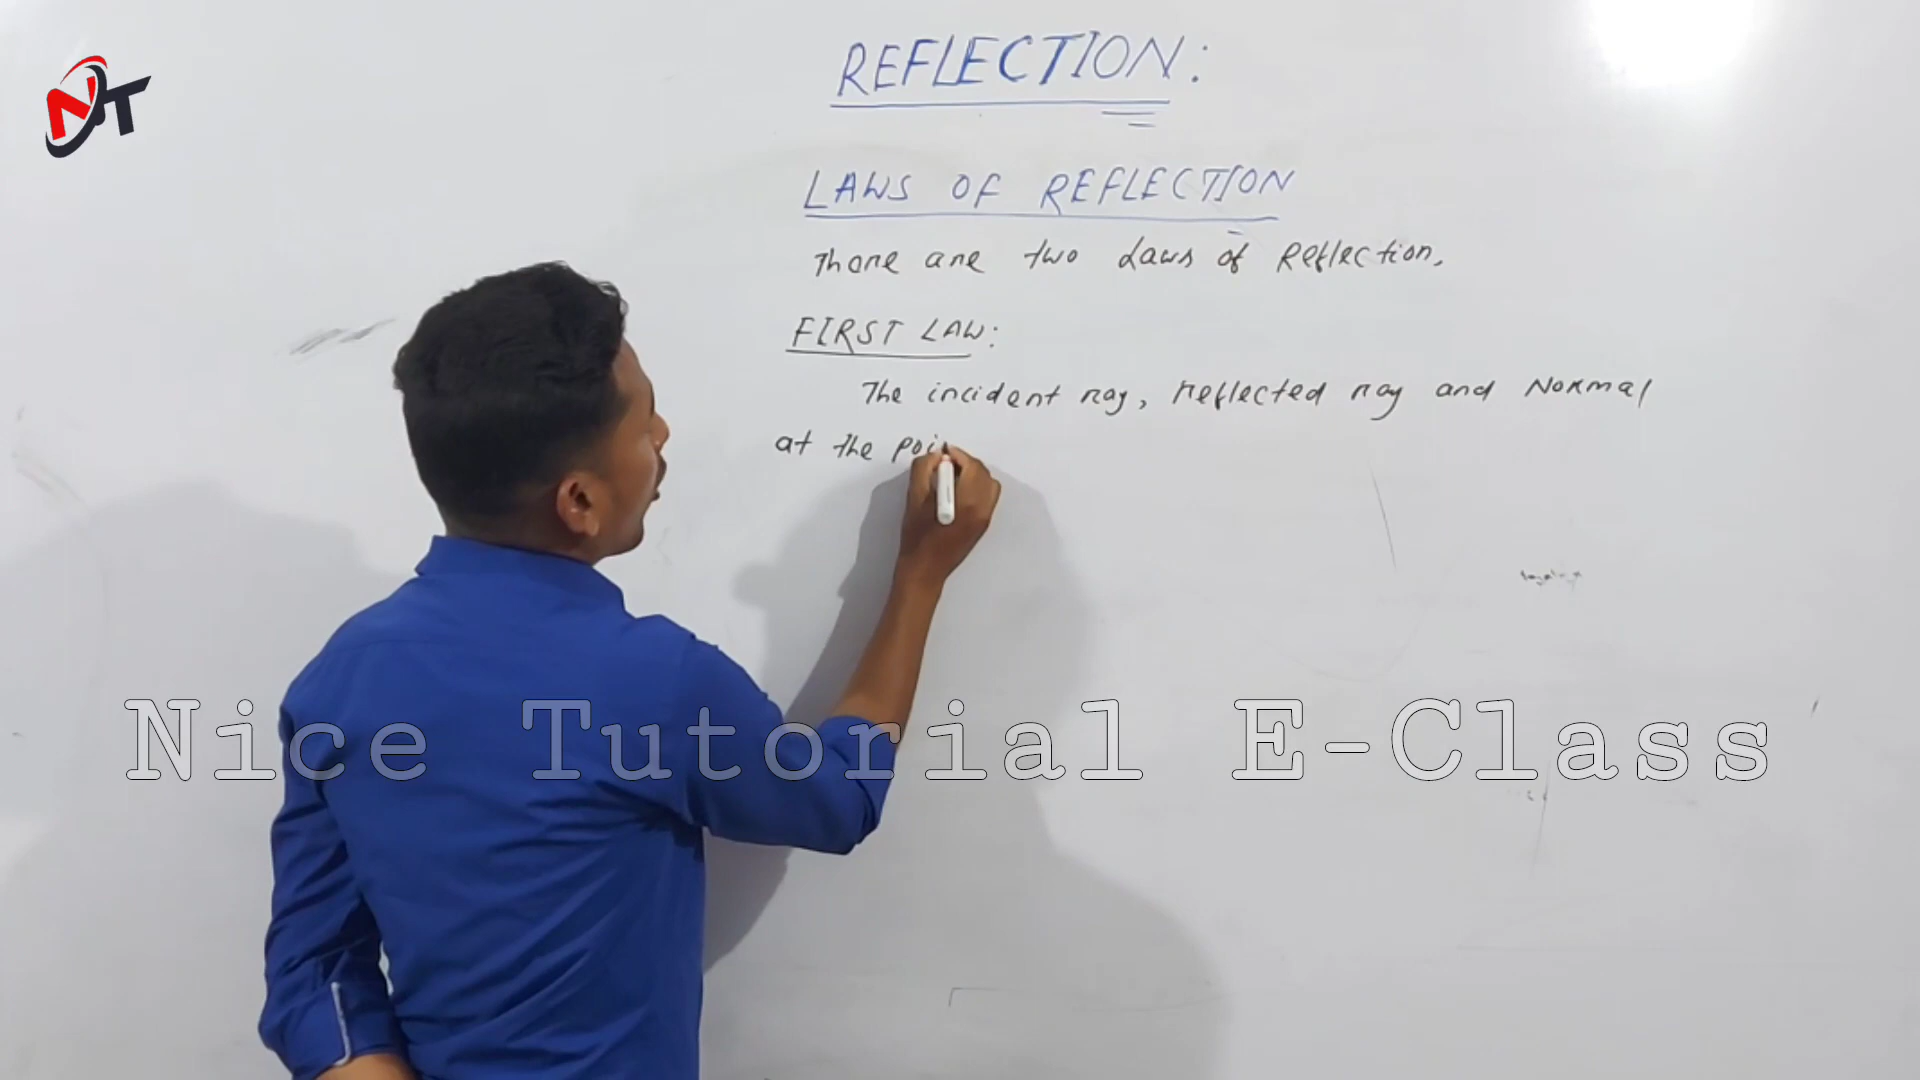 NT
REFLECTION:
LAWS OF REFLECTION
There are two Laws of Reflection.
FIRST LAW:
The incident ray, reflected ray and Normal
at the poi
Nice Tutorial E-Class